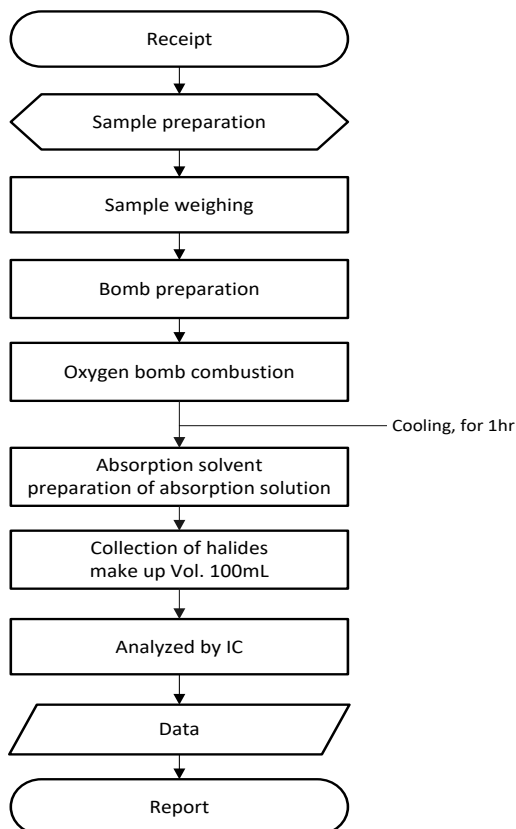 Receipt
Sample preparation
Sample weighing
Bomb preparation
Oxygen bomb combustion
Cooling, for 1hr
Absorption solvent
preparation of absorption solution
Collection of halides
make up Vol. 100mL
Analyzed by IC
Data
Report